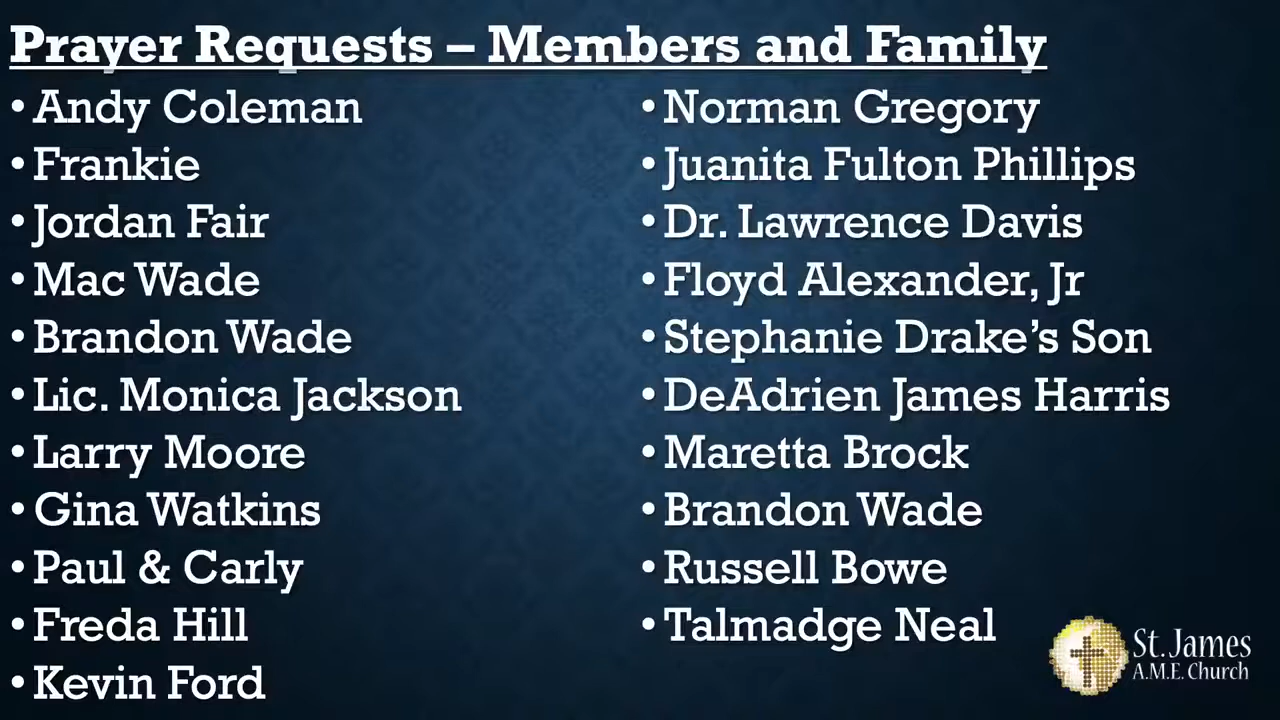 Prayer Requests – Members and Family
• Andy Coleman
• Frankie
• Jordan Fair
• Mac Wade
• Brandon Wade
• Lic. Monica Jackson
• Larry Moore
• Gina Watkins
• Paul & Carly
• Freda Hill
• Kevin Ford
• Norman Gregory
• Juanita Fulton Phillips
• Dr. Lawrence Davis
• Floyd Alexander, Jr
• Stephanie Drake’s Son
• DeAdrien James Harris
• Maretta Brock
• Brandon Wade
• Russell Bowe
• Talmadge Neal
St. James
A.M.E. Church